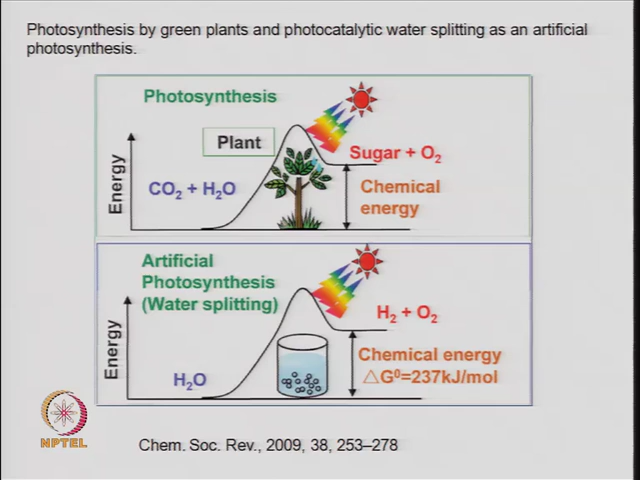 Photosynthesis by green plants and photocatalytic water splitting as an artificial
photosynthesis.
Photosynthesis
Plant
Sugar + O₂
Energy
CO₂ + H₂O
Chemical
energy
Artificial
Photosynthesis
(Water splitting)
H₂ + O₂
Energy
H₂O
Chemical energy
△G⁰=237kJ/mol
NPTEL
Chem. Soc. Rev., 2009, 38, 253–278